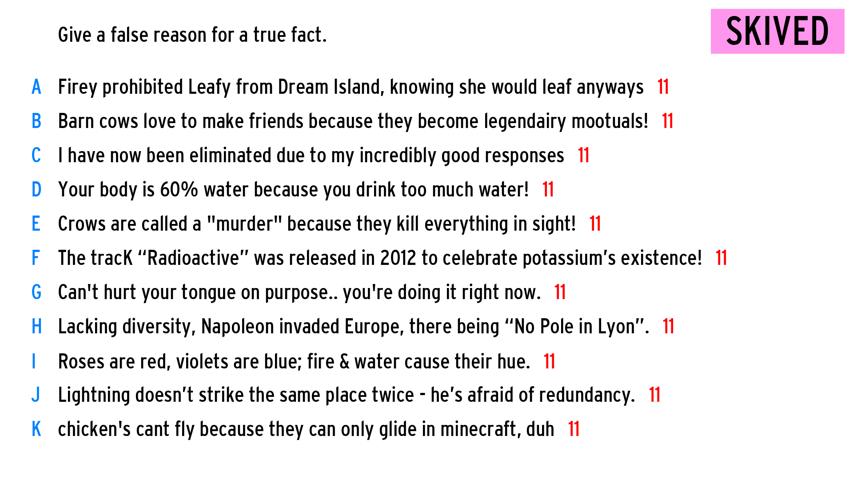 Give a false reason for a true fact.
SKIVED
A Firey prohibited Leafy from Dream Island, knowing she would leaf anyways 11
B Barn cows love to make friends because they become legendairy mootuals! 11
C I have now been eliminated due to my incredibly good responses 11
D Your body is 60% water because you drink too much water! 11
E Crows are called a "murder" because they kill everything in sight! 11
F The tracK “Radioactive” was released in 2012 to celebrate potassium’s existence! 11
G Can't hurt your tongue on purpose.. you're doing it right now. 11
H Lacking diversity, Napoleon invaded Europe, there being “No Pole in Lyon”. 11
I Roses are red, violets are blue; fire & water cause their hue. 11
J Lightning doesn’t strike the same place twice - he’s afraid of redundancy. 11
K chicken's cant fly because they can only glide in minecraft, duh 11